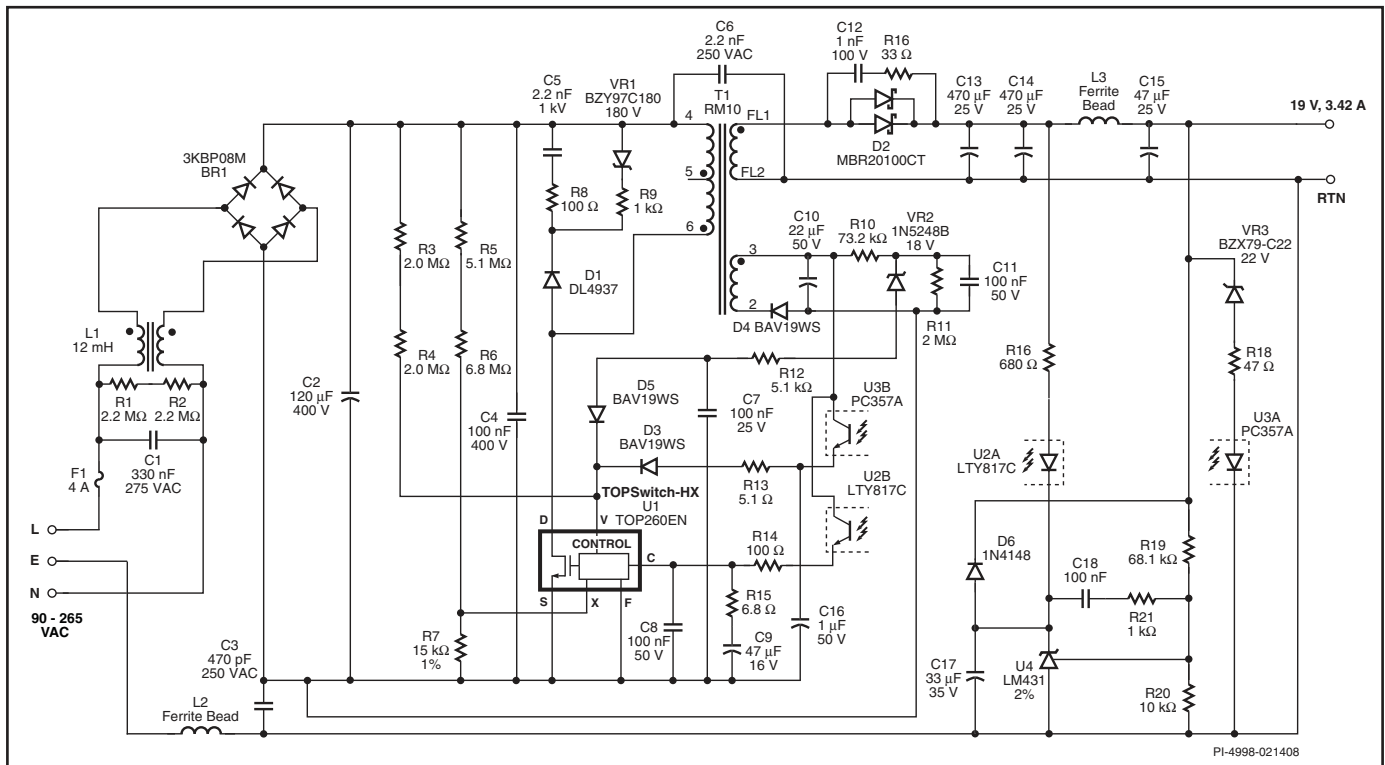 C6
2.2 nF
250 VAC
C12
1 nF
100 V
R16
33 Ω
C5
2.2 nF
1 kV
VR1
BZY97C180
180 V
T1
RM10
C13
470 µF
25 V
C14
470 µF
25 V
L3
Ferrite
Bead
C15
47 µF
25 V
19 V, 3.42 A
4
FL1
D2
MBR20100CT
3KBP08M
BR1
5
FL2
RTN
R8
100 Ω
R9
1 kΩ
6
C10
22 µF
50 V
R10
73.2 kΩ
VR2
1N5248B
18 V
VR3
BZX79-C22
22 V
R3
2.0 MΩ
R5
5.1 MΩ
3
C11
100 nF
50 V
D1
DL4937
2
D4 BAV19WS
R11
2 MΩ
L1
12 mH
R4
2.0 MΩ
R6
6.8 MΩ
R12
5.1 kΩ
R16
680 Ω
R18
47 Ω
C2
120 µF
400 V
R1
2.2 MΩ
R2
2.2 MΩ
D5
BAV19WS
C7
100 nF
25 V
U3B
PC357A
C4
100 nF
400 V
U3A
PC357A
D3
BAV19WS
C1
330 nF
275 VAC
U2A
LTY817C
F1
4 A
R13
5.1 Ω
U2B
LTY817C
TOPSwitch-HX
U1
TOP260EN
L
D
V
CONTROL
C
R14
100 Ω
D6
1N4148
R19
68.1 kΩ
E
C18
100 nF
N
S
X
F
R15
6.8 Ω
R21
1 kΩ
90 - 265
VAC
C3
470 pF
250 VAC
R7
15 kΩ
1%
C8
100 nF
50 V
C9
47 µF
16 V
C16
1 µF
50 V
C17
33 µF
35 V
U4
LM431
2%
R20
10 kΩ
L2
Ferrite Bead
PI-4998-021408